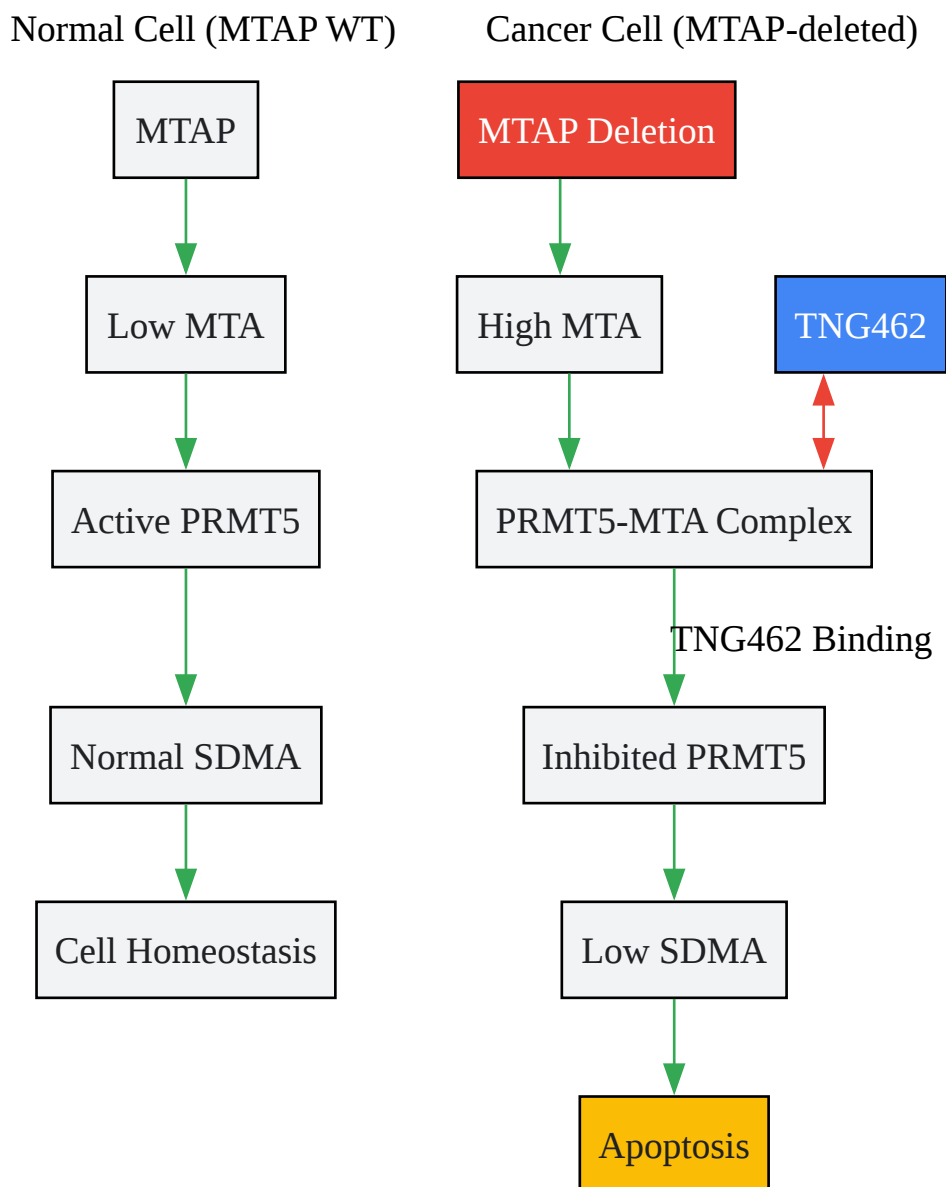 Normal Cell (MTAP WT)
MTAP
Low MTA
Active PRMT5
Normal SDMA
Cell Homeostasis
Cancer Cell (MTAP-deleted)
MTAP Deletion
High MTA
TNG462
PRMT5-MTA Complex
TNG462 Binding
Inhibited PRMT5
Low SDMA
Apoptosis